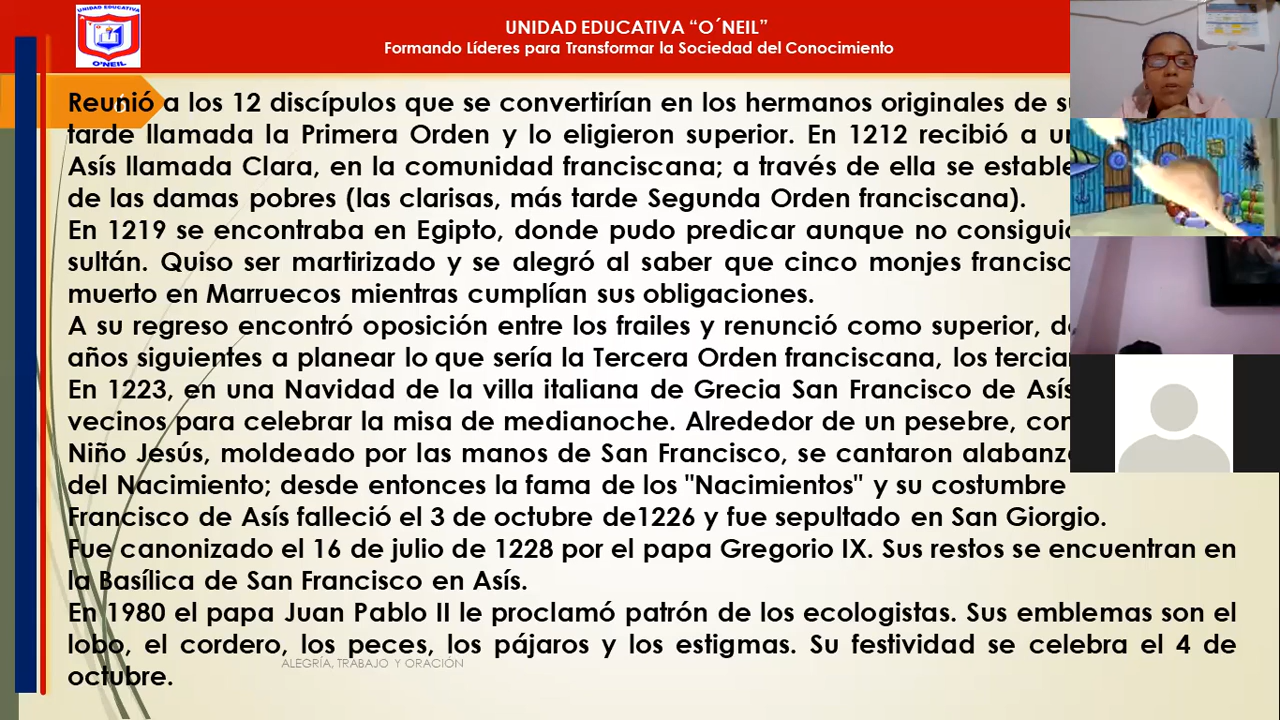 UNIDAD EDUCATIVA
O´NEIL
UNIDAD EDUCATIVA “O´NEIL”
Formando Líderes para Transformar la Sociedad del Conocimiento
Reunió a los 12 discípulos que se convertirían en los hermanos originales de
tarde llamada la Primera Orden y lo eligieron superior. En 1212 recibió a
Asís llamada Clara, en la comunidad franciscana; a través de ella se
de las damas pobres (las clarisas, más tarde Segunda Orden franciscana).
En 1219 se encontraba en Egipto, donde pudo predicar aunque no
sultán. Quiso ser martirizado y se alegró al saber que cinco monjes
muerto en Marruecos mientras cumplían sus obligaciones.
A su regreso encontró oposición entre los frailes y renunció como superior,
años siguientes a planear lo que sería la Tercera Orden franciscana, los
En 1223, en una Navidad de la villa italiana de Grecia San Francisco de Asís
vecinos para celebrar la misa de medianoche. Alrededor de un pesebre,
Niño Jesús, moldeado por las manos de San Francisco, se cantaron
del Nacimiento; desde entonces la fama de los "Nacimientos" y su costumbre
Francisco de Asís falleció el 3 de octubre de1226 y fue sepultado en San Giorgio.
Fue canonizado el 16 de julio de 1228 por el papa Gregorio IX. Sus restos se encuentran en
la Basílica de San Francisco en Asís.
En 1980 el papa Juan Pablo II le proclamó patrón de los ecologistas. Sus emblemas son el
lobo, el cordero, los peces, los pájaros y los estigmas. Su festividad se celebra el 4 de
octubre.
ALEGRÍA, TRABAJO Y ORACIÓN